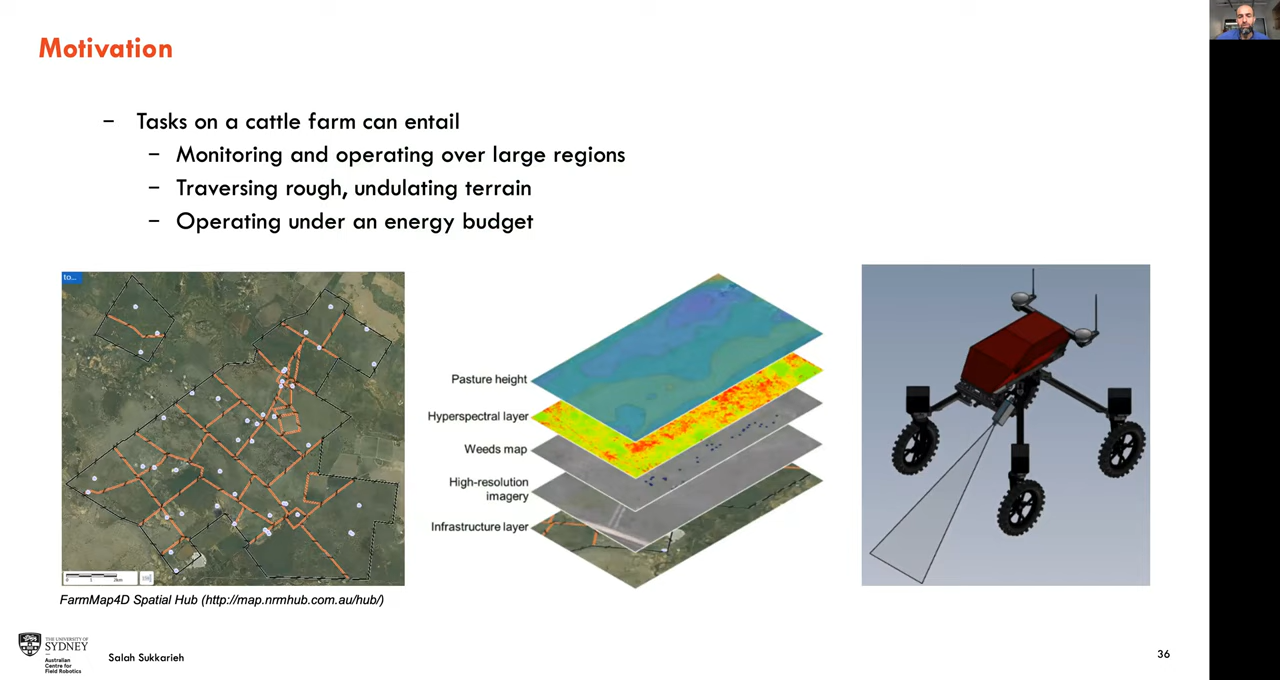 Motivation
– Tasks on a cattle farm can entail
– Monitoring and operating over large regions
– Traversing rough, undulating terrain
– Operating under an energy budget
to...
Pasture height
Hyperspectral layer
Weeds map
High-resolution
imagery
Infrastructure layer
FarmMap4D Spatial Hub (http://map.nrmhub.com.au/hub/)
THE UNIVERSITY OF
SYDNEY
Australian
Centre for
Field Robotics
Salah Sukkarieh
36